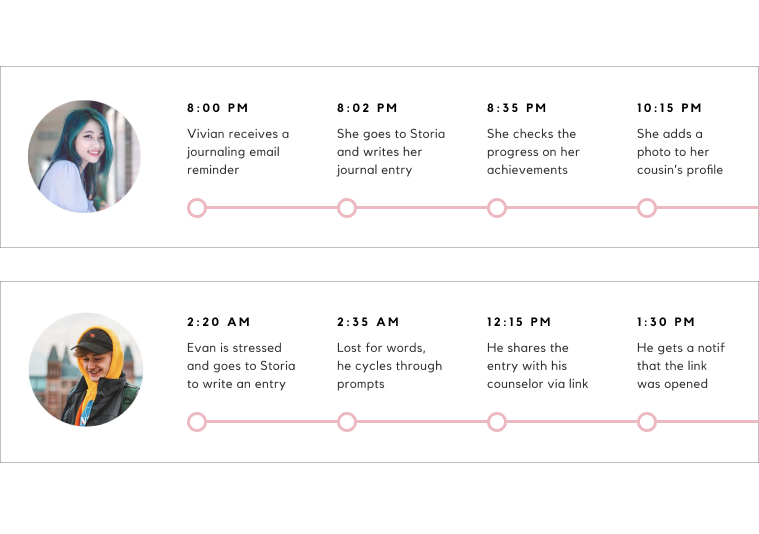 8:00 PM
Vivian receives a
journaling email
reminder
8:02 PM
She goes to Storia
and writes her
journal entry
8:35 PM
She checks the
progress on her
achievements
10:15 PM
She adds a
photo to her
cousin's profile
2:20 AM
Evan is stressed
and goes to Storia
to write an entry
2:35 AM
Lost for words,
he cycles through
prompts
12:15 PM
He shares the
entry with his
counselor via link
1:30 PM
He gets a notif
that the link
was opened